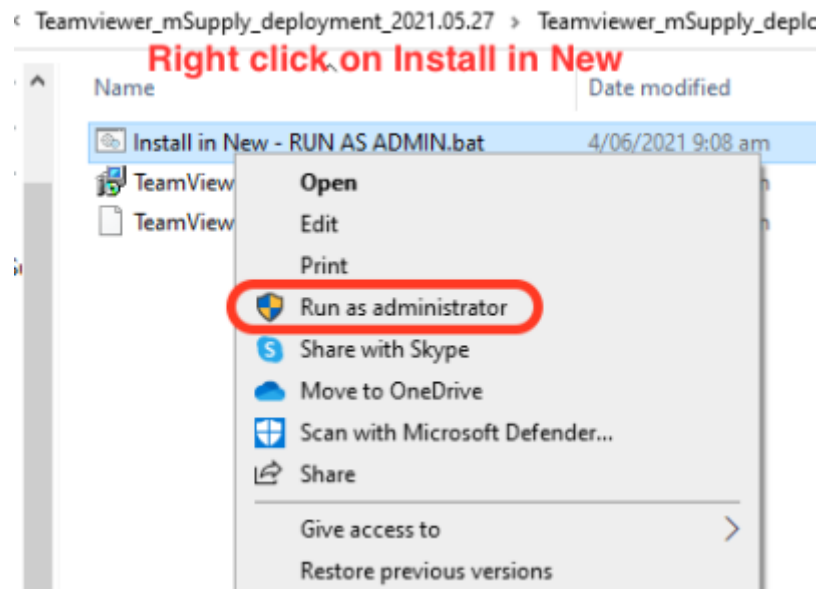 Teamviewer_mSupply_deployment_2021.05.27 > Teamviewer_mSupply_deplo
Right click on Install in New
Name Date modified
Install in New - RUN AS ADMIN.bat 4/06/2021 9:08 am
TeamView
TeamView
Open
Edit
Print
Run as administrator
Share with Skype
Move to OneDrive
Scan with Microsoft Defender...
Share
Give access to
Restore previous versions